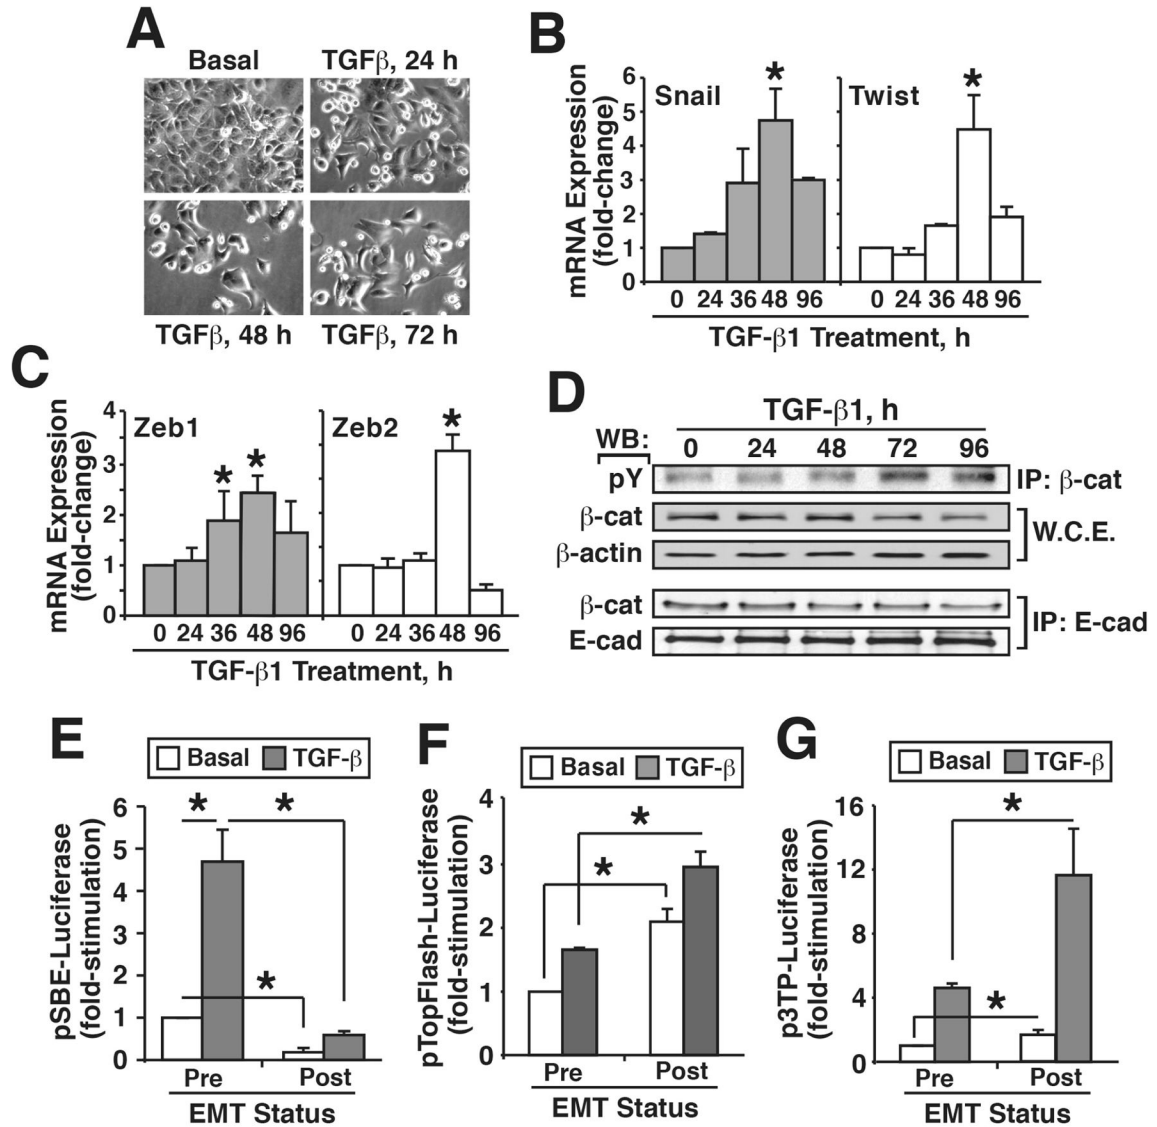 A
Basal
TGFβ, 24 h
TGFβ, 48 h
TGFβ, 72 h
B
mRNA Expression
(fold-change)
6
5
4
3
2
1
0
Snail
*
Twist
*
0 24 36 48 96
0 24 36 48 96
TGF-β1 Treatment, h
C
mRNA Expression
(fold-change)
4
3
2
1
0
Zeb1
*
*
Zeb2
*
0 24 36 48 96
0 24 36 48 96
TGF-β1 Treatment, h
D
TGF-β1, h
WB: 0 24 48 72 96
pY
IP: β-cat
β-cat
β-actin
W.C.E.
β-cat
E-cad
IP: E-cad
E
Basal TGF-β
pSBE-Luciferase
(fold-stimulation)
6
5
4
3
2
1
0
* *
*
Pre Post
EMT Status
F
Basal TGF-β
pTopFlash-Luciferase
(fold-stimulation)
4
3
2
1
0
*
*
Pre Post
EMT Status
G
Basal TGF-β
p3TP-Luciferase
(fold-stimulation)
16
12
8
4
0
*
*
Pre Post
EMT Status